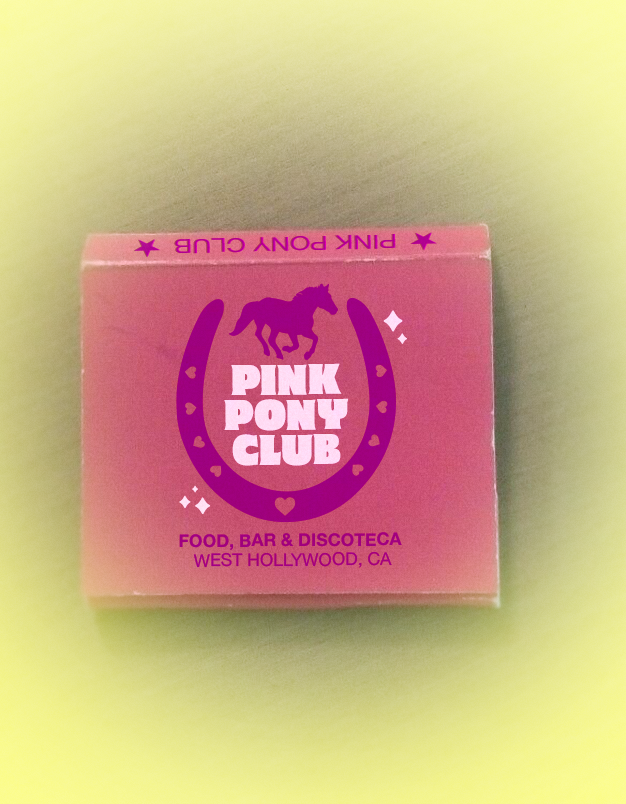 ★ PINK PONY CLUB ★
PINK
PONY
CLUB
FOOD, BAR & DISCOTECA
WEST HOLLYWOOD, CA